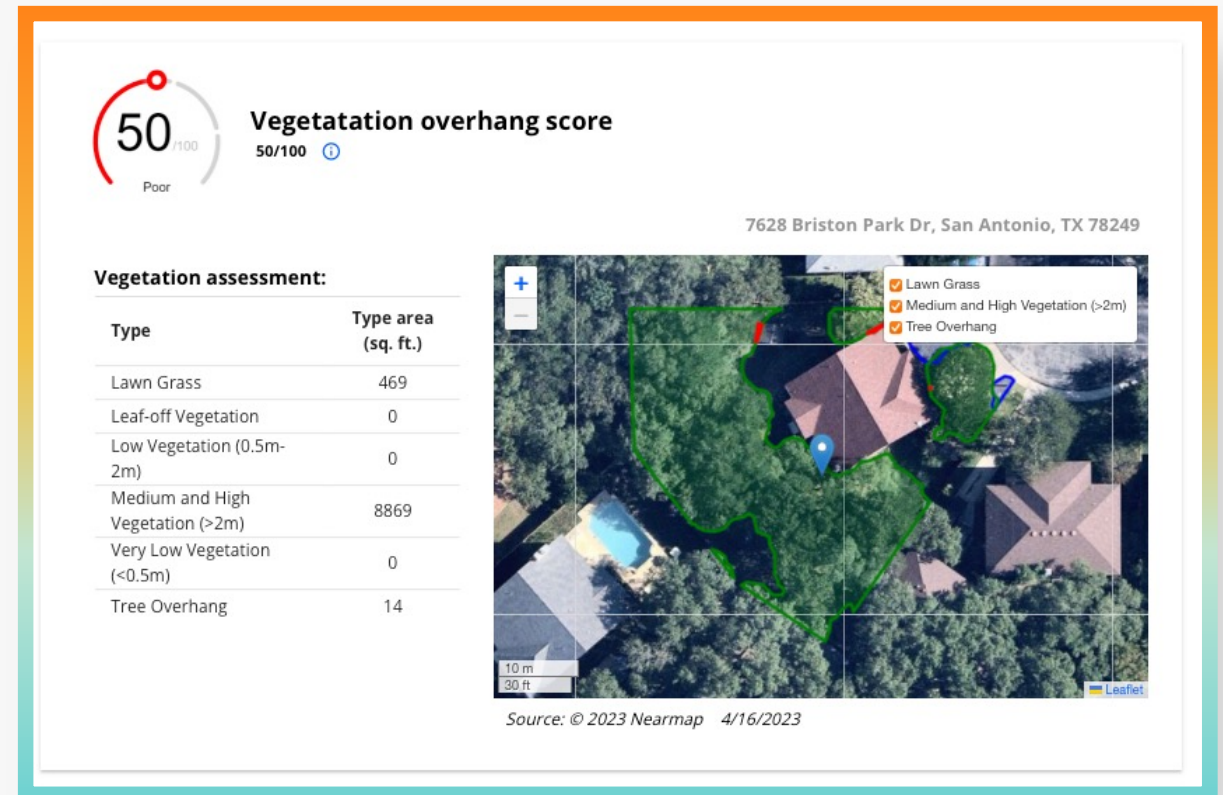 50/100
Poor
Vegetatation overhang score
50/100
7628 Briston Park Dr, San Antonio, TX 78249
Vegetation assessment:
Type Type area
(sq. ft.)
Lawn Grass 469
Leaf-off Vegetation 0
Low Vegetation (0.5m-
2m) 0
Medium and High
Vegetation (>2m) 8869
Very Low Vegetation
(<0.5m) 0
Tree Overhang 14
+
−
Lawn Grass
Medium and High Vegetation (>2m)
Tree Overhang
10 m
30 ft
Leaflet
Source: © 2023 Nearmap 4/16/2023